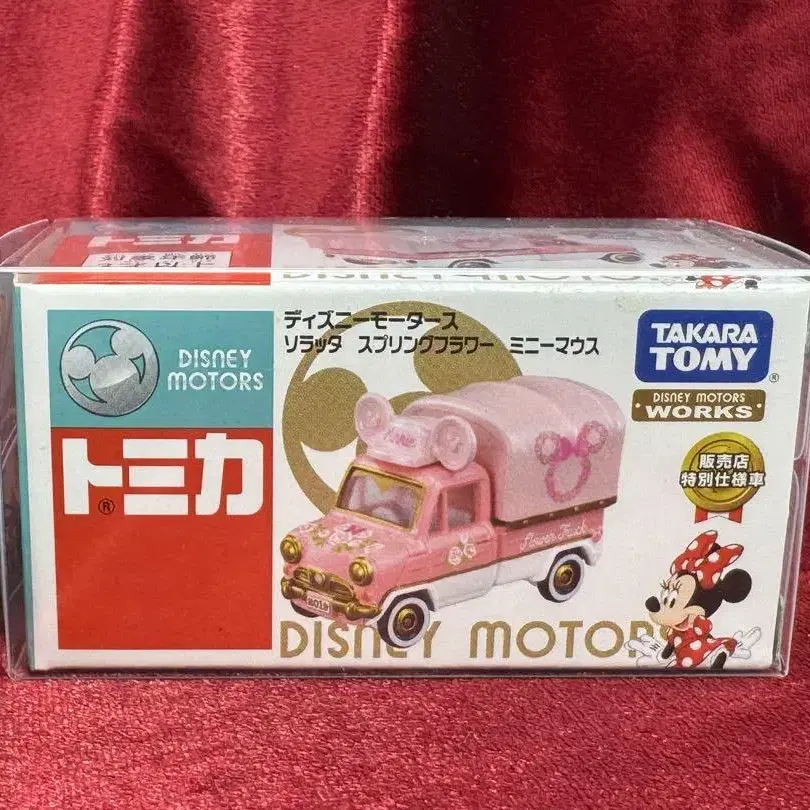 DISNEY
MOTORS
トミカ
®
ディズニーモータース
ソラッタ スプリングフラワー ミニーマウス
TAKARA
TOMY
®
DISNEY MOTORS
WORKS
販売店
特別仕様車
Flower Truck
2019
DISNEY MOTORS